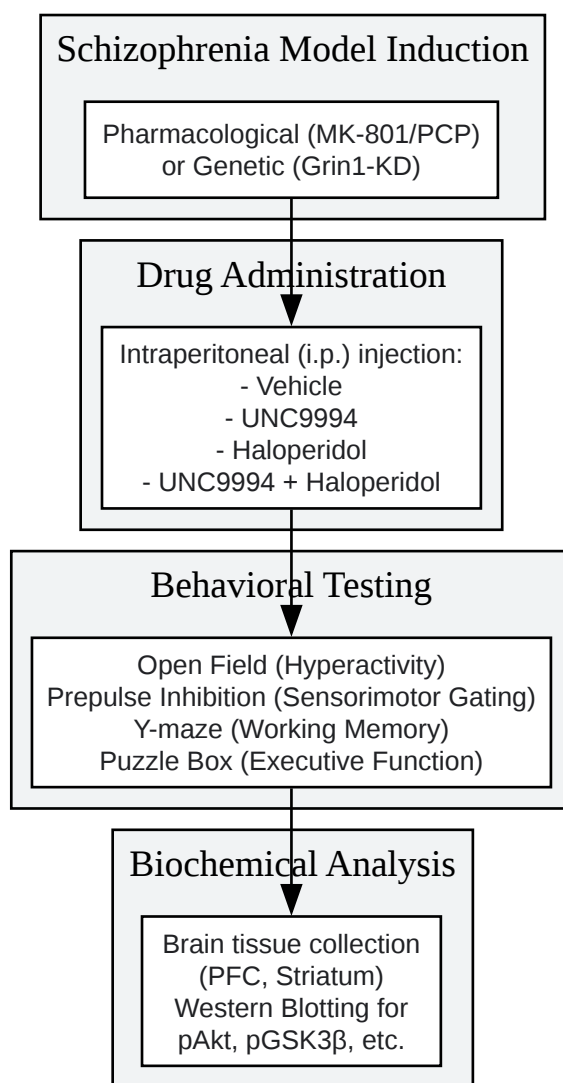 Schizophrenia Model Induction
Pharmacological (MK-801/PCP)
or Genetic (Grin1-KD)
Drug Administration
Intraperitoneal (i.p.) injection:
- Vehicle
- UNC9994
- Haloperidol
- UNC9994 + Haloperidol
Behavioral Testing
Open Field (Hyperactivity)
Prepulse Inhibition (Sensorimotor Gating)
Y-maze (Working Memory)
Puzzle Box (Executive Function)
Biochemical Analysis
Brain tissue collection
(PFC, Striatum)
Western Blotting for
pAkt, pGSK3β, etc.